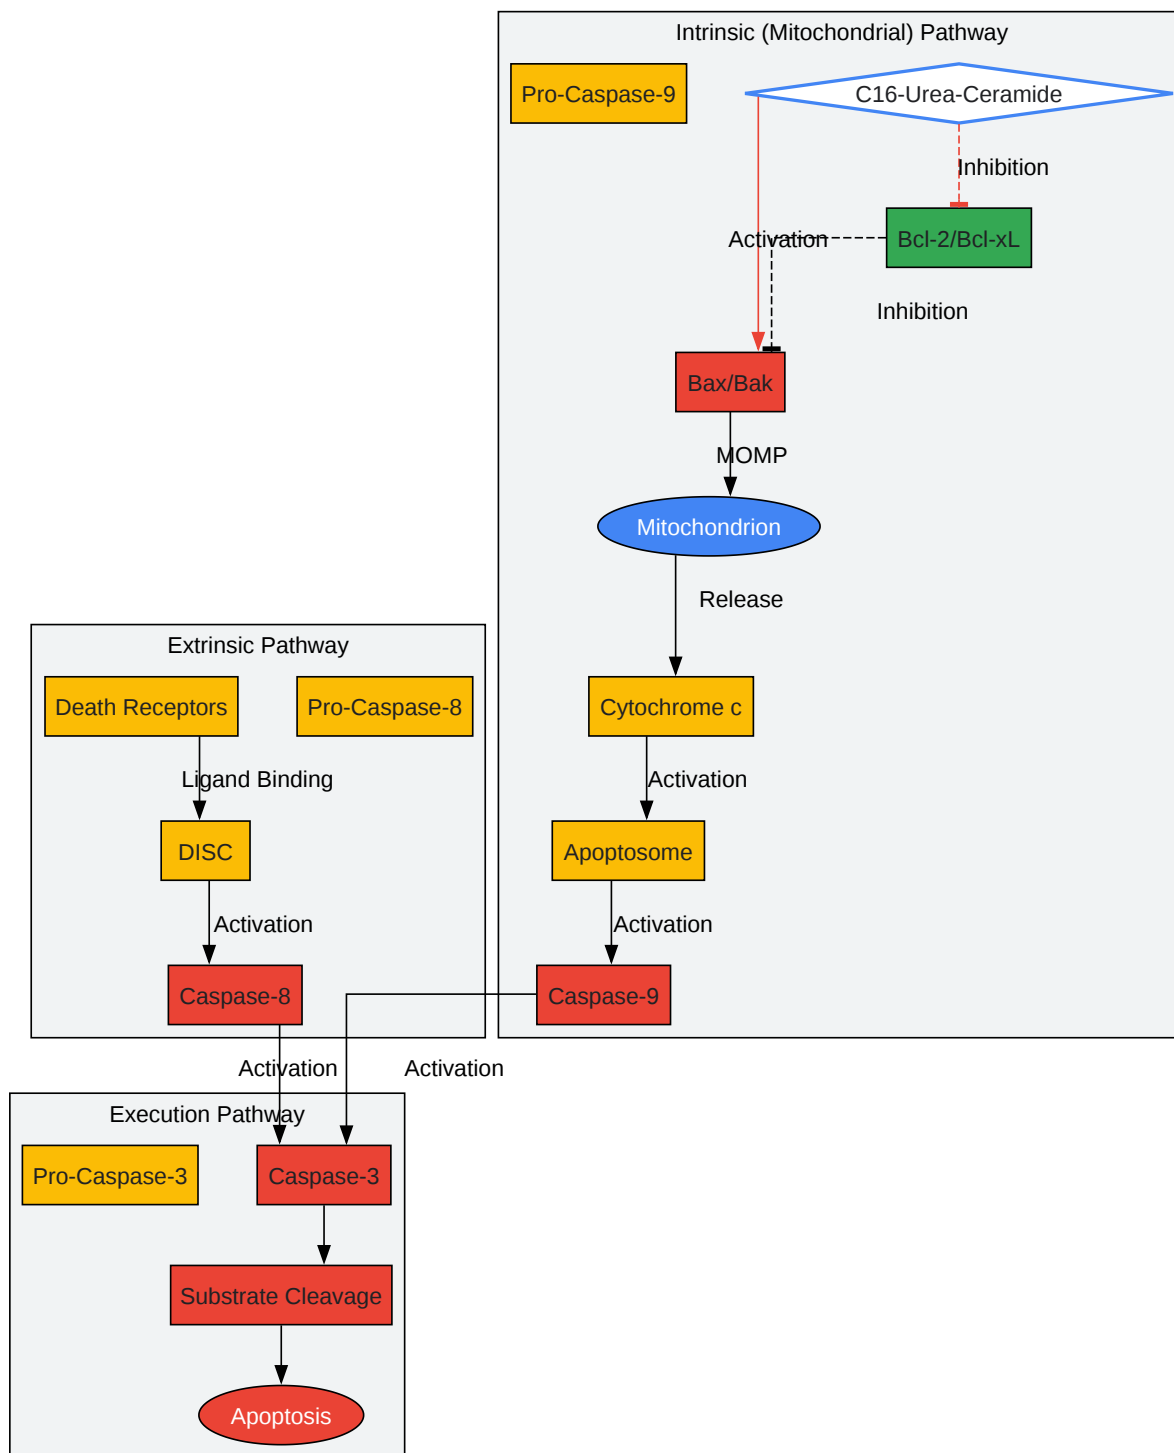 Intrinsic (Mitochondrial) Pathway
Pro-Caspase-9
C16-Urea-Ceramide
Inhibition
Bcl-2/Bcl-xL
Activation
Inhibition
Bax/Bak
MOMP
Mitochondrion
Release
Cytochrome c
Activation
Apoptosome
Activation
Caspase-9
Extrinsic Pathway
Death Receptors
Pro-Caspase-8
Ligand Binding
DISC
Activation
Caspase-8
Activation
Activation
Execution Pathway
Pro-Caspase-3
Caspase-3
Substrate Cleavage
Apoptosis